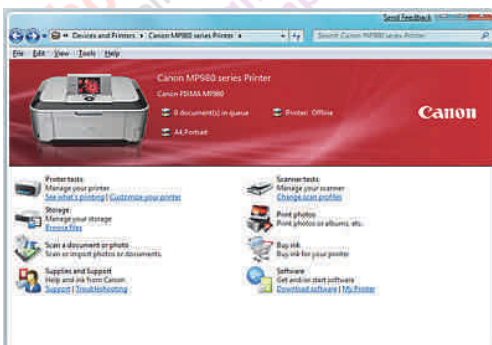 Send Feedback
Devices and Printers ▸ Canon MP980 series Printer ▸
Search Canon MP980 series Printer
File Edit View Tools Help
Canon MP980 series Printer
Canon PIXMA MP980
0 document(s) in queue
Printer: Offline
A4, Portrait
Canon
Printer tasks
Manage your printer
See what's printing | Customize your printer
Storage
Manage your storage
Browse files
Scan a document or photo
Scan or import photos or documents.
Supplies and Support
Help and ink from Canon.
Support | Troubleshooting
Scanner tasks
Manage your scanner
Change scan profiles
Print photos
Print photos or albums, etc.
Buy ink
Buy ink for your printer
Software
Get and/or start software
Download software | My Printer